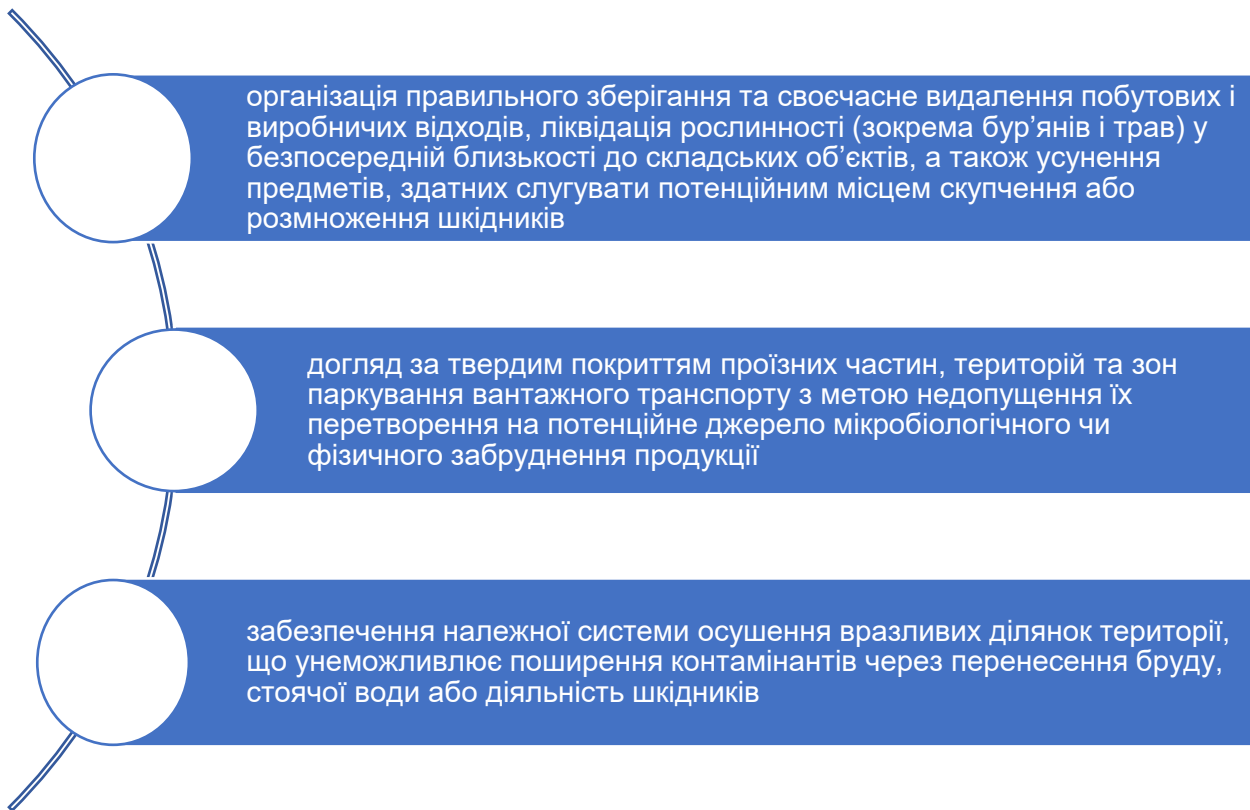 організація правильного зберігання та своєчасне видалення побутових і
виробничих відходів, ліквідація рослинності (зокрема бур’янів і трав) у
безпосередній близькості до складських об’єктів, а також усунення
предметів, здатних слугувати потенційним місцем скупчення або
розмноження шкідників
догляд за твердим покриттям проїзних частин, територій та зон
паркування вантажного транспорту з метою недопущення їх
перетворення на потенційне джерело мікробіологічного чи
фізичного забруднення продукції
забезпечення належної системи осушення вразливих ділянок території,
що унеможливлює поширення контамінантів через перенесення бруду,
стоячої води або діяльність шкідників